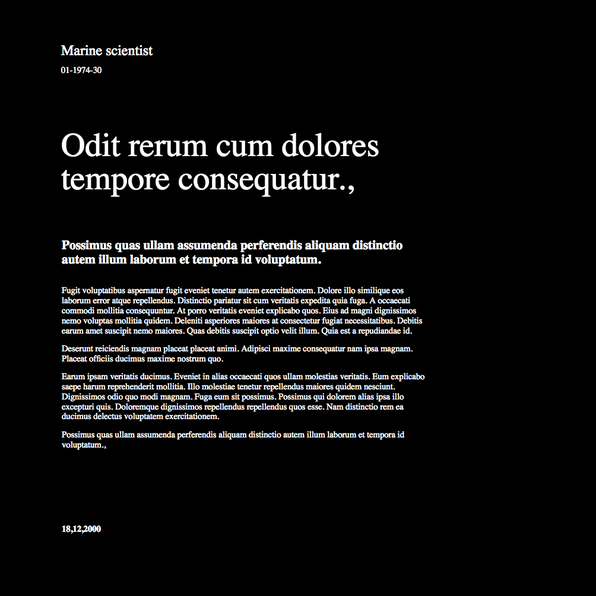 Marine scientist
01-1974-30
Odit rerum cum dolores
tempore consequatur.,
Possimus quas ullam assumenda perferendis aliquam distinctio
autem illum laborum et tempora id voluptatum.
Fugit voluptatibus aspernatur fugit eveniet tenetur autem exercitationem. Dolore illo similique eos
laborum error atque repellendus. Distinctio pariatur sit cum veritatis expedita quia fuga. A occaecati
commodi mollitia consequuntur. At porro veritatis eveniet explicabo quos. Eius ad magni dignissimos
nemo voluptas mollitia quidem. Deleniti asperiores maiores at consectetur fugiat necessitatibus. Debitis
earum amet suscipit nemo maiores. Quas debitis suscipit optio velit illum. Quia est a repudiandae id.
Deserunt reiciendis magnam placeat placeat animi. Adipisci maxime consequatur nam ipsa magnam.
Placeat officiis ducimus maxime nostrum quo.
Earum ipsam veritatis ducimus. Eveniet in alias occaecati quos ullam molestias veritatis. Eum explicabo
saepe harum reprehenderit mollitia. Illo molestiae tenetur repellendus maiores quidem nesciunt.
Dignissimos odio quo modi magnam. Fuga eum sit possimus. Possimus qui dolorem alias ipsa illo
excepturi quis. Doloremque dignissimos repellendus repellendus quos esse. Nam distinctio rem ea
ducimus delectus voluptatem exercitationem.
Possimus quas ullam assumenda perferendis aliquam distinctio autem illum laborum et tempora id
voluptatum.,
18,12,2000